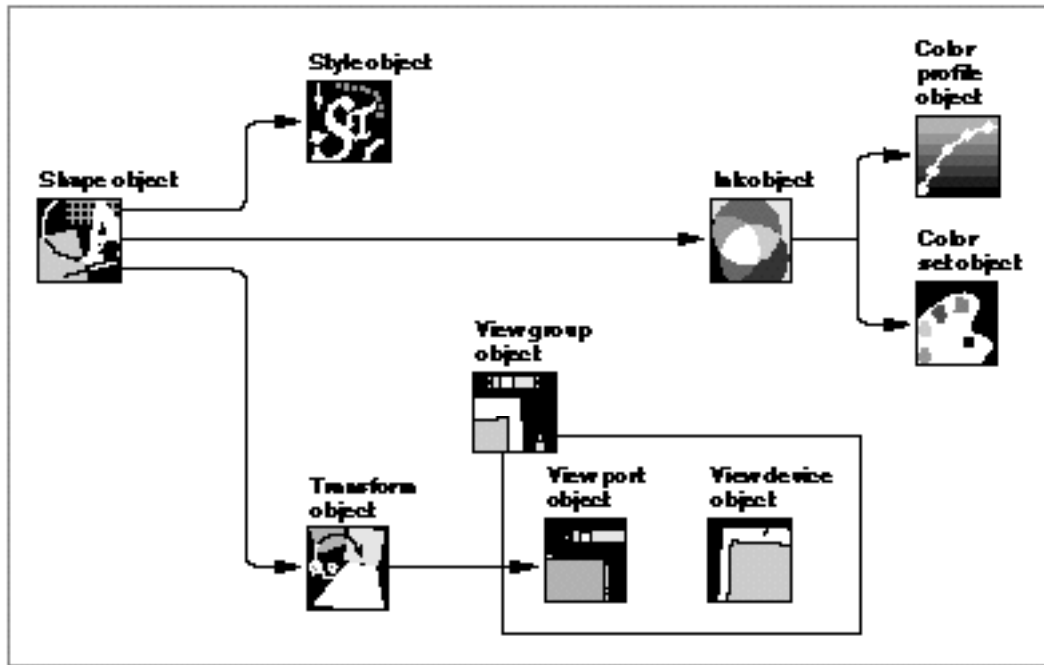 Style object
Color
profile
object
Shape object
Ink object
Color
set object
View group
object
Transform
object
View port
object
View device
object